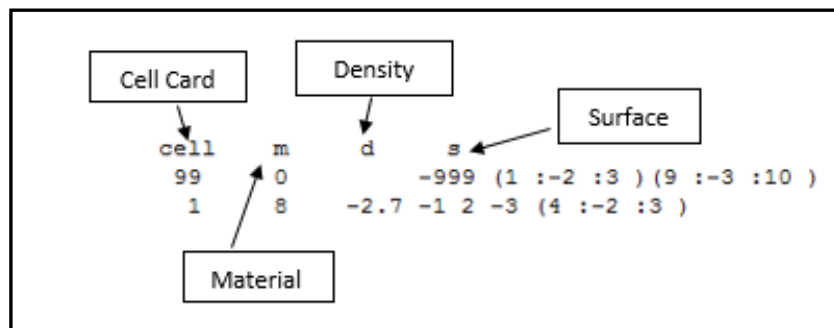 Cell Card
Density
Surface
cell m d s
99 0 -999 (1 :-2 :3 )(9 :-3 :10 )
1 8 -2.7 -1 2 -3 (4 :-2 :3 )
Material